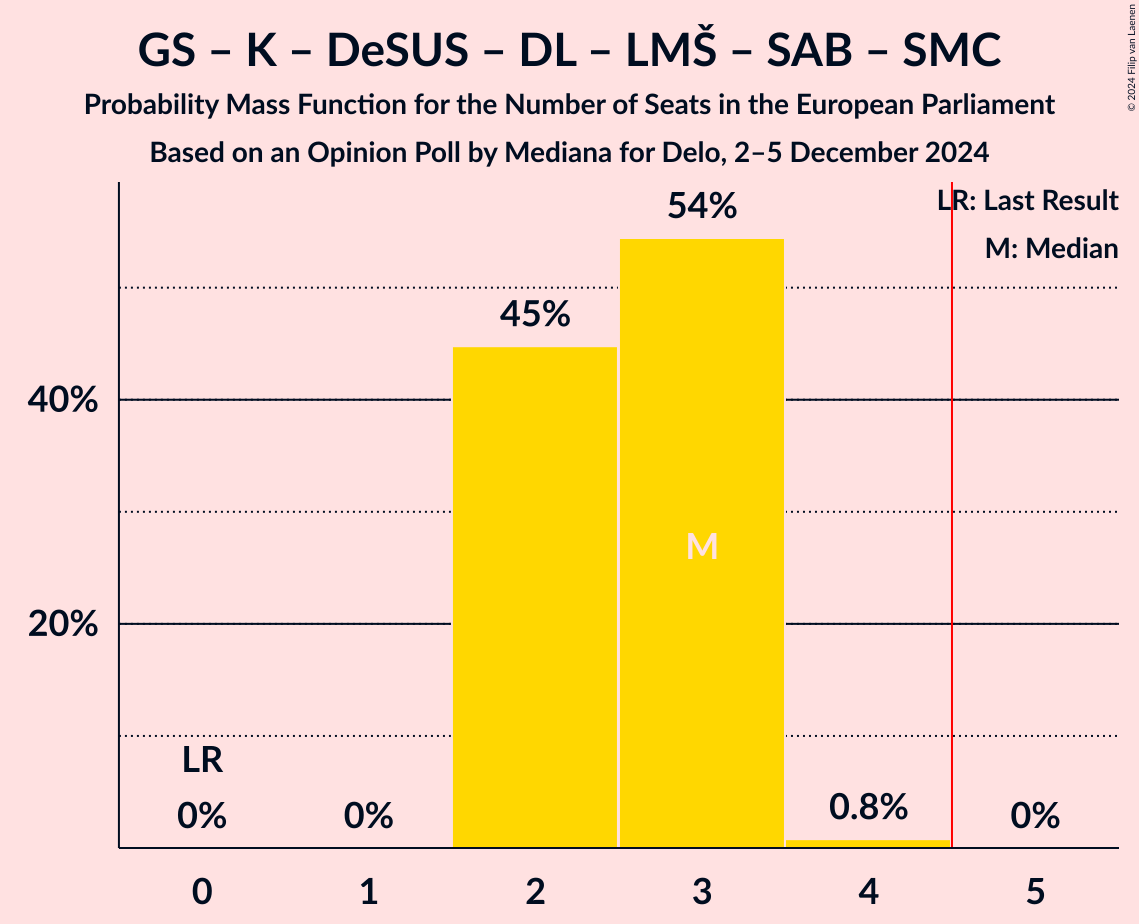 GS – K – DeSUS – DL – LMŠ – SAB – SMC
Probability Mass Function for the Number of Seats in the European Parliament
Based on an Opinion Poll by Mediana for Delo, 2–5 December 2024
© 2024 Filip van Laenen
LR: Last Result
M: Median
54%
45%
40%
M
20%
LR
0%
0%
0.8%
0%
0
1
2
3
4
5